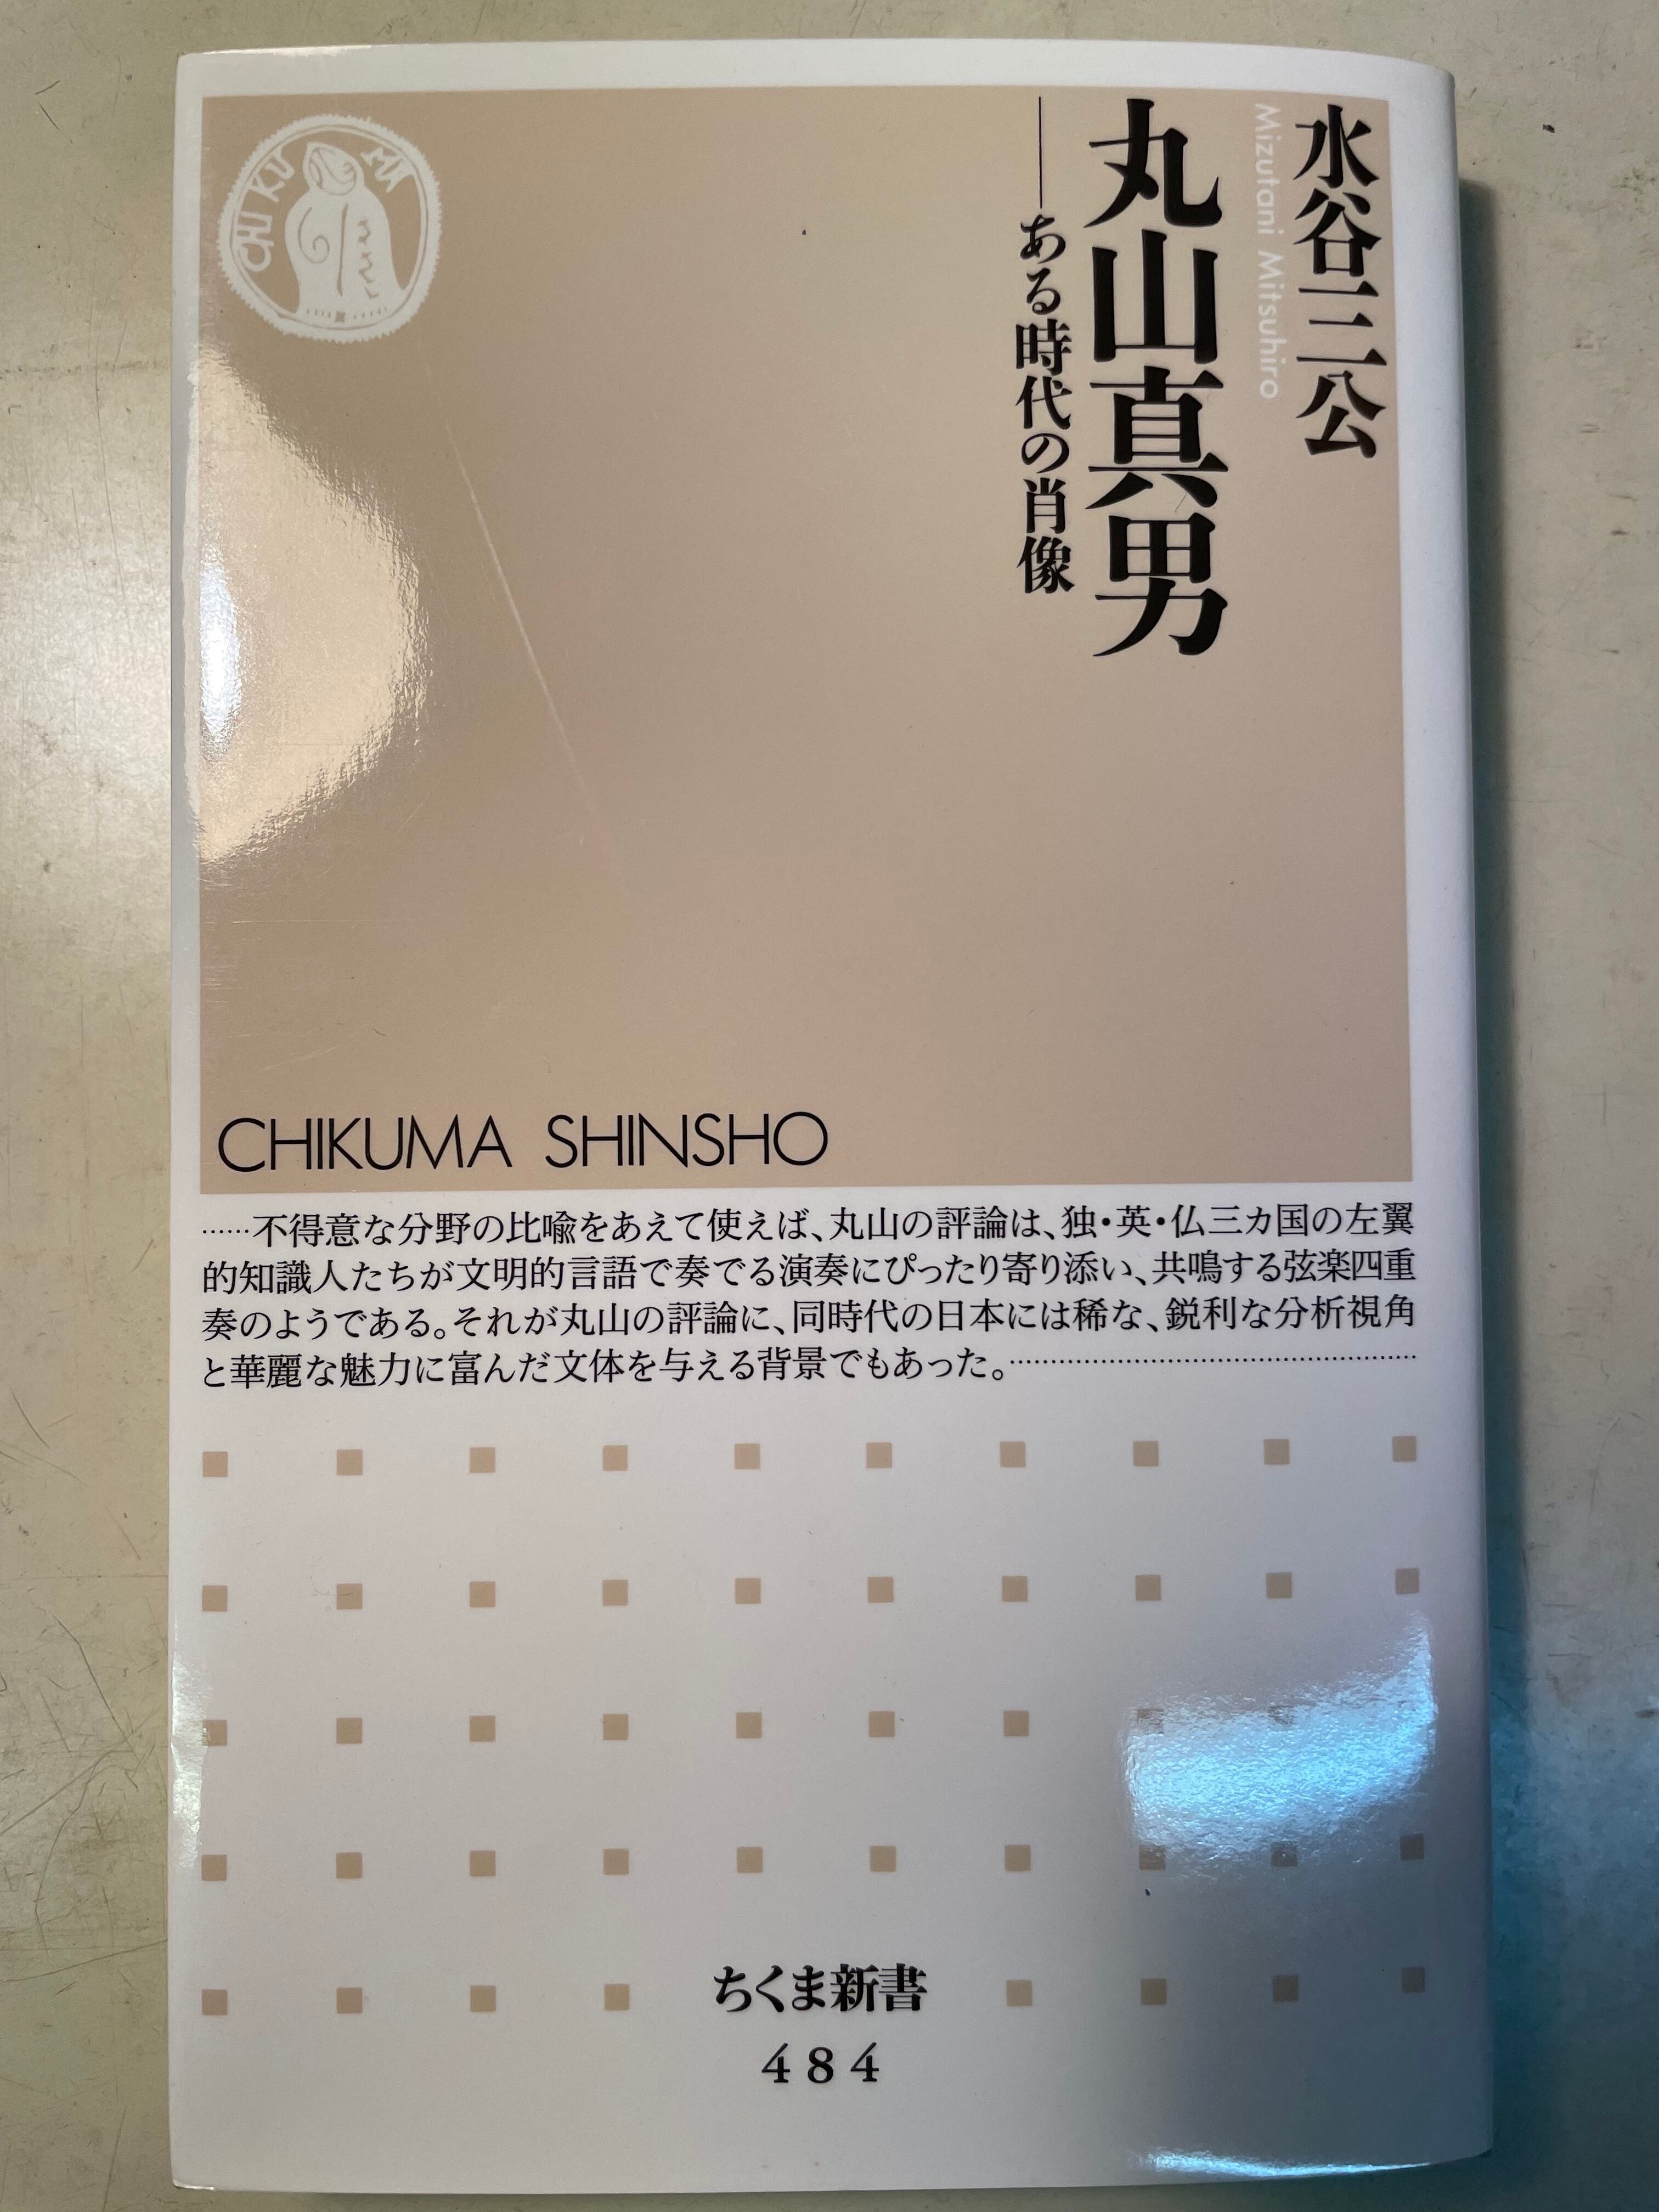 水谷三公
Mizutani Mitsuhiro
丸山真男
――ある時代の肖像
CHIKUMA
CHIKUMA SHINSHO
……不得意な分野の比喩をあえて使えば、丸山の評論は、独・英・仏三カ国の左翼
的知識人たちが文明的言語で奏でる演奏にぴったり寄り添い、共鳴する弦楽四重
奏のようである。それが丸山の評論に、同時代の日本には稀な、鋭利な分析視角
と華麗な魅力に富んだ文体を与える背景でもあった。……………………………………
ちくま新書
484